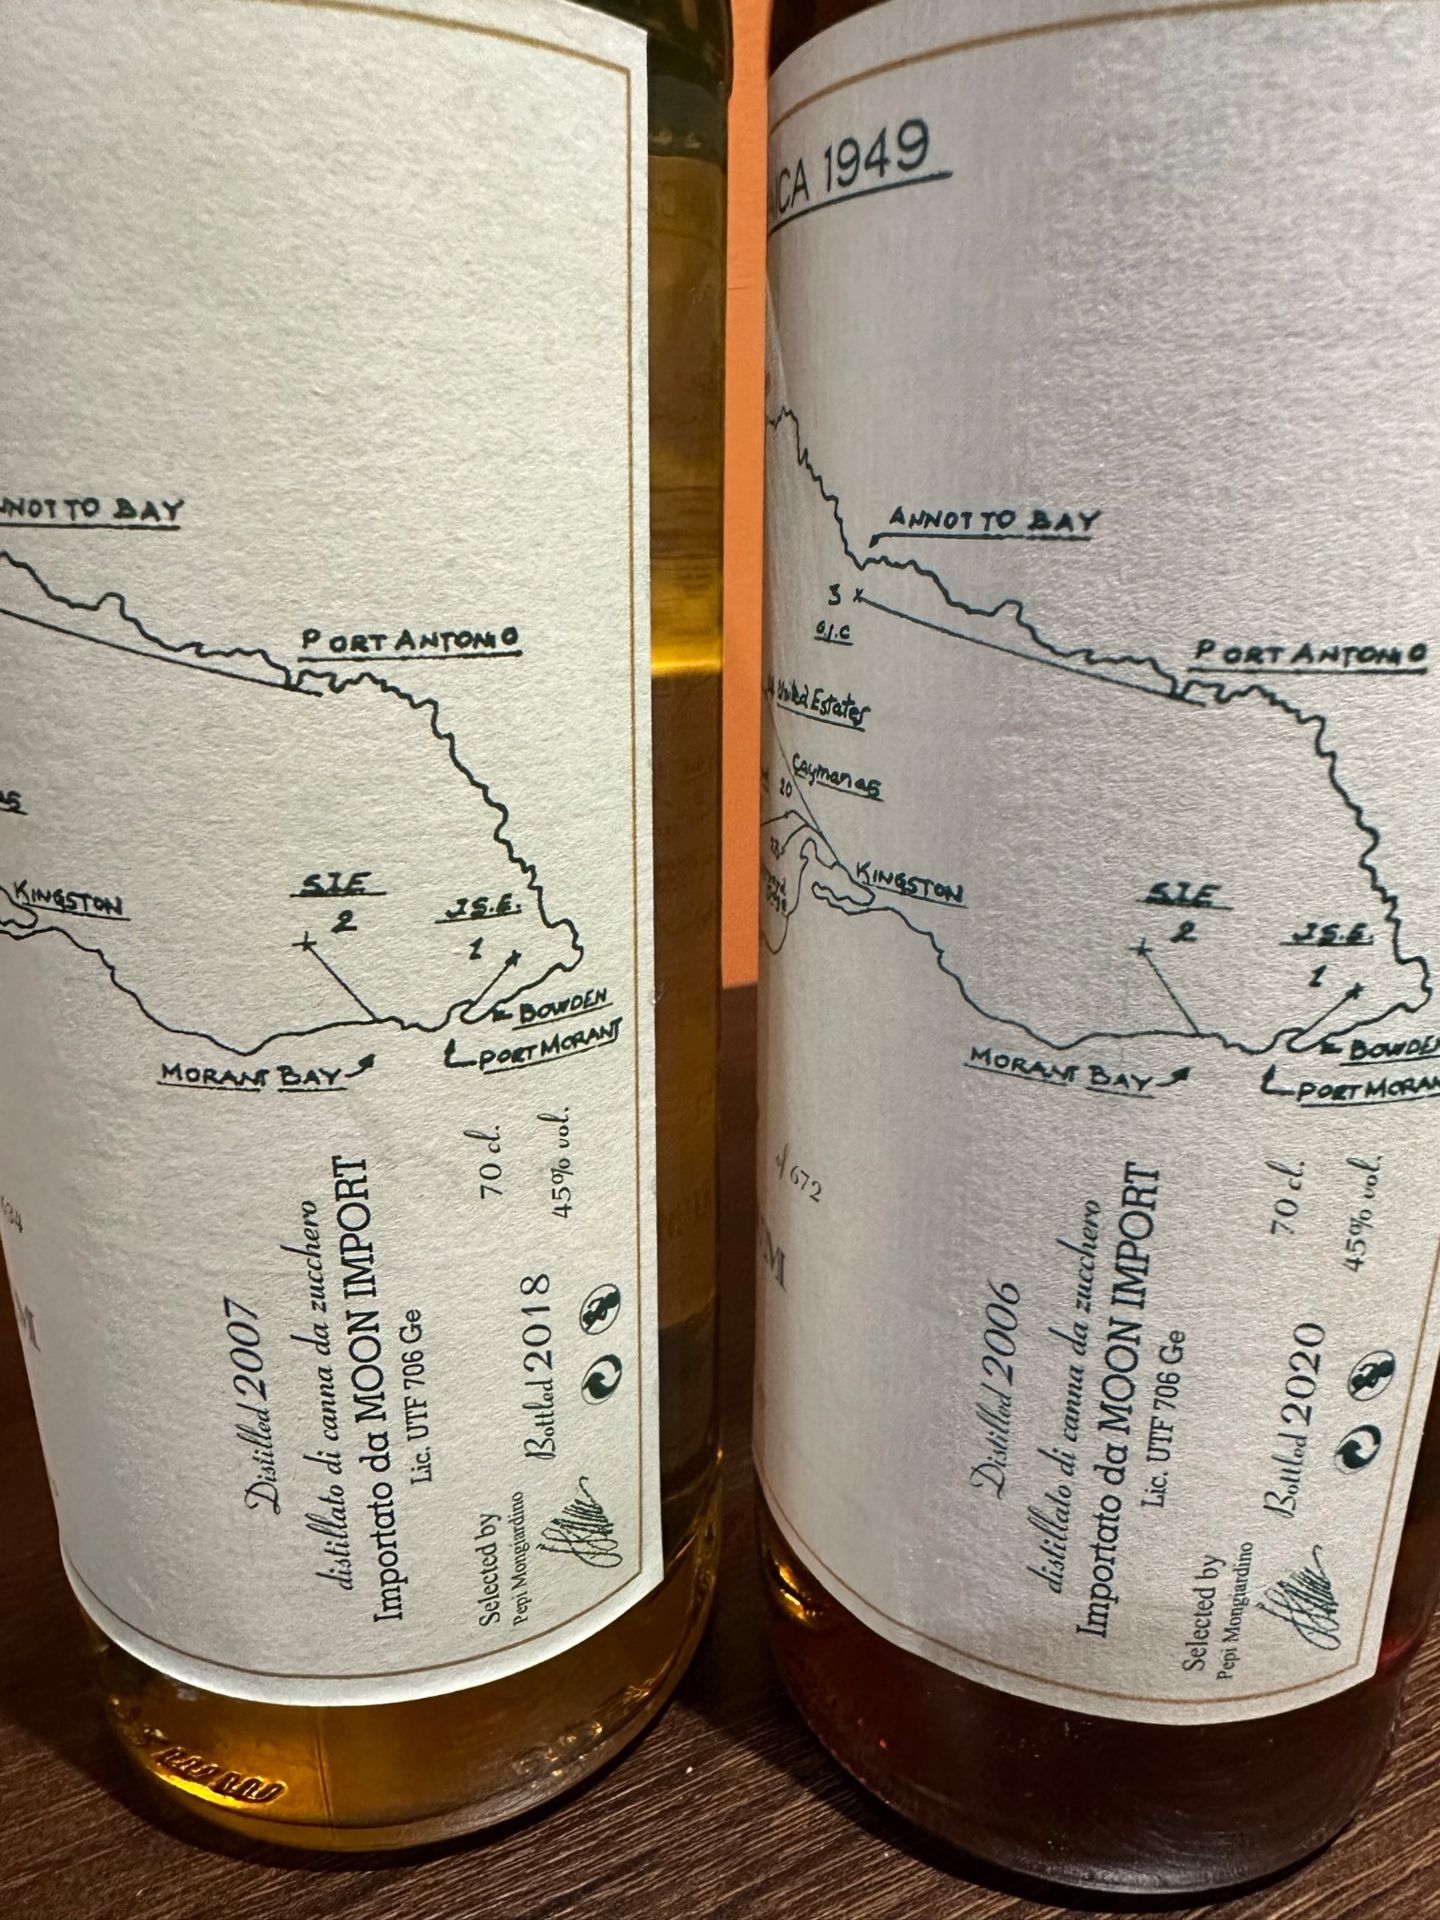 ANNOTTO BAY
PORT ANTONIO
KINGSTON
S.I.E
2
J.S.E.
1
BOWDEN
PORT MORANT
MORANT BAY
Distilled 2007
distillato di canna da zucchero
Importato da MOON IMPORT
Lic. UTF 706 Ge
70 cl.
45% vol.
Bottled 2018
Selected by
Pepi Mongiardino
1949
ANNOTTO BAY
3
O.J.C
PORT ANTONIO
United Estates
Caymanas
20
KINGSTON
S.I.E
2
J.S.E.
1
BOWDEN
PORT MORAN
MORANT BAY
of 672
Distilled 2006
distillato di canna da zucchero
Importato da MOON IMPORT
Lic. UTF 706 Ge
70 cl.
45% vol.
Bottled 2020
Selected by
Pepi Mongiardino